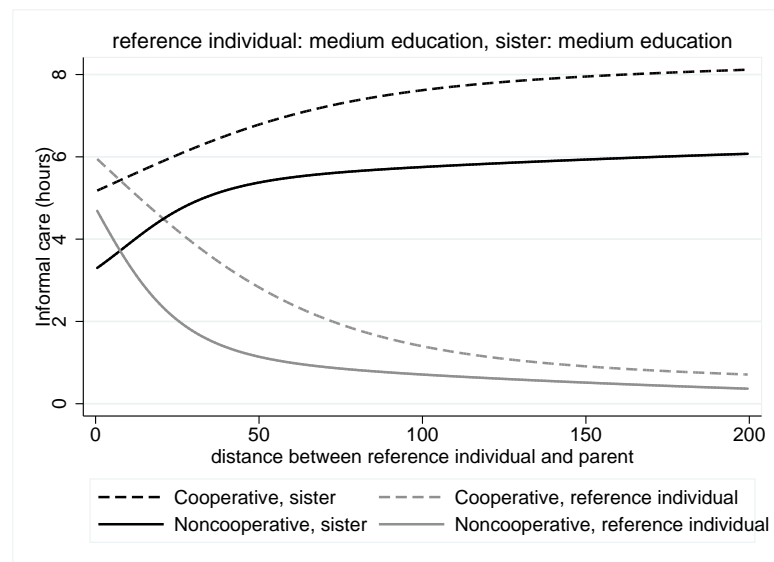 reference individual: medium education, sister: medium education
Informal care (hours)
8
6
4
2
0
0 50 100 150 200
distance between reference individual and parent
Cooperative, sister Cooperative, reference individual
Noncooperative, sister Noncooperative, reference individual